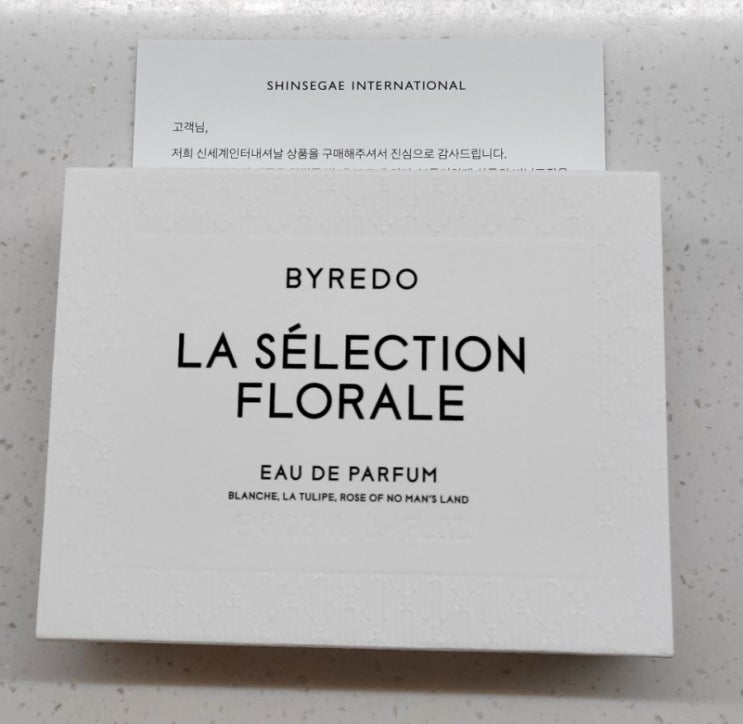 SHINSEGAE INTERNATIONAL
고객님,
저희 신세계인터내셔날 상품을 구매해주셔서 진심으로 감사드립니다.
BYREDO
LA SÉLECTION
FLORALE
EAU DE PARFUM
BLANCHE, LA TULIPE, ROSE OF NO MAN'S LAND